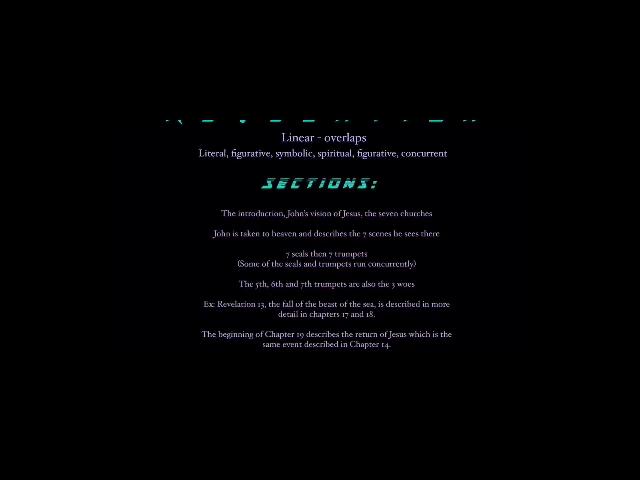 Linear - overlaps
Literal, figurative, symbolic, spiritual, figurative, concurrent
SECTIONS:
The introduction, John's vision of Jesus, the seven churches
John is taken to heaven and describes the 7 scenes he sees there
7 seals then 7 trumpets
(Some of the seals and trumpets run concurrently)
The 5th, 6th and 7th trumpets are also the 3 woes
Ex: Revelation 13, the fall of the beast of the sea, is described in more
detail in chapters 17 and 18.
The beginning of Chapter 19 describes the return of Jesus which is the
same event described in Chapter 14.